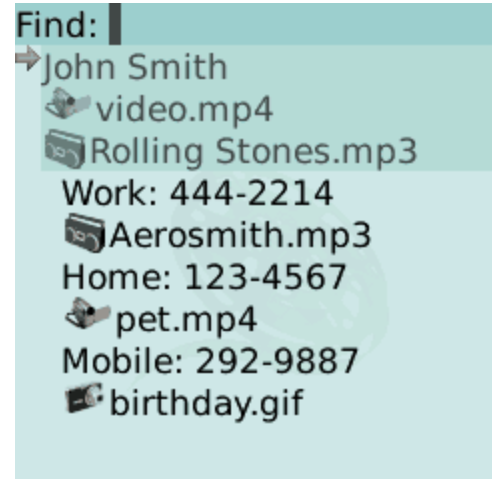 Find:
John Smith
video.mp4
Rolling Stones.mp3
Work: 444-2214
Aerosmith.mp3
Home: 123-4567
pet.mp4
Mobile: 292-9887
birthday.gif